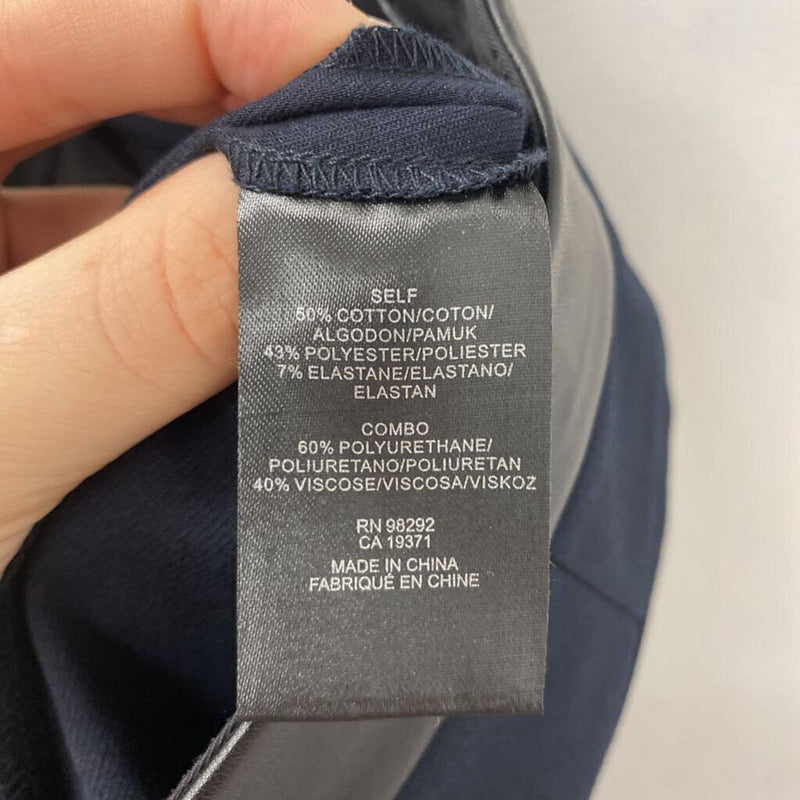 SELF
50% COTTON/COTON/
ALGODON/PAMUK
43% POLYESTER/POLIESTER
7% ELASTANE/ELASTANO/
ELASTAN
COMBO
60% POLYURETHANE/
POLIURETANO/POLIURETAN
40% VISCOSE/VISCOSA/VISKOZ
RN 98292
CA 19371
MADE IN CHINA
FABRIQUÉ EN CHINE